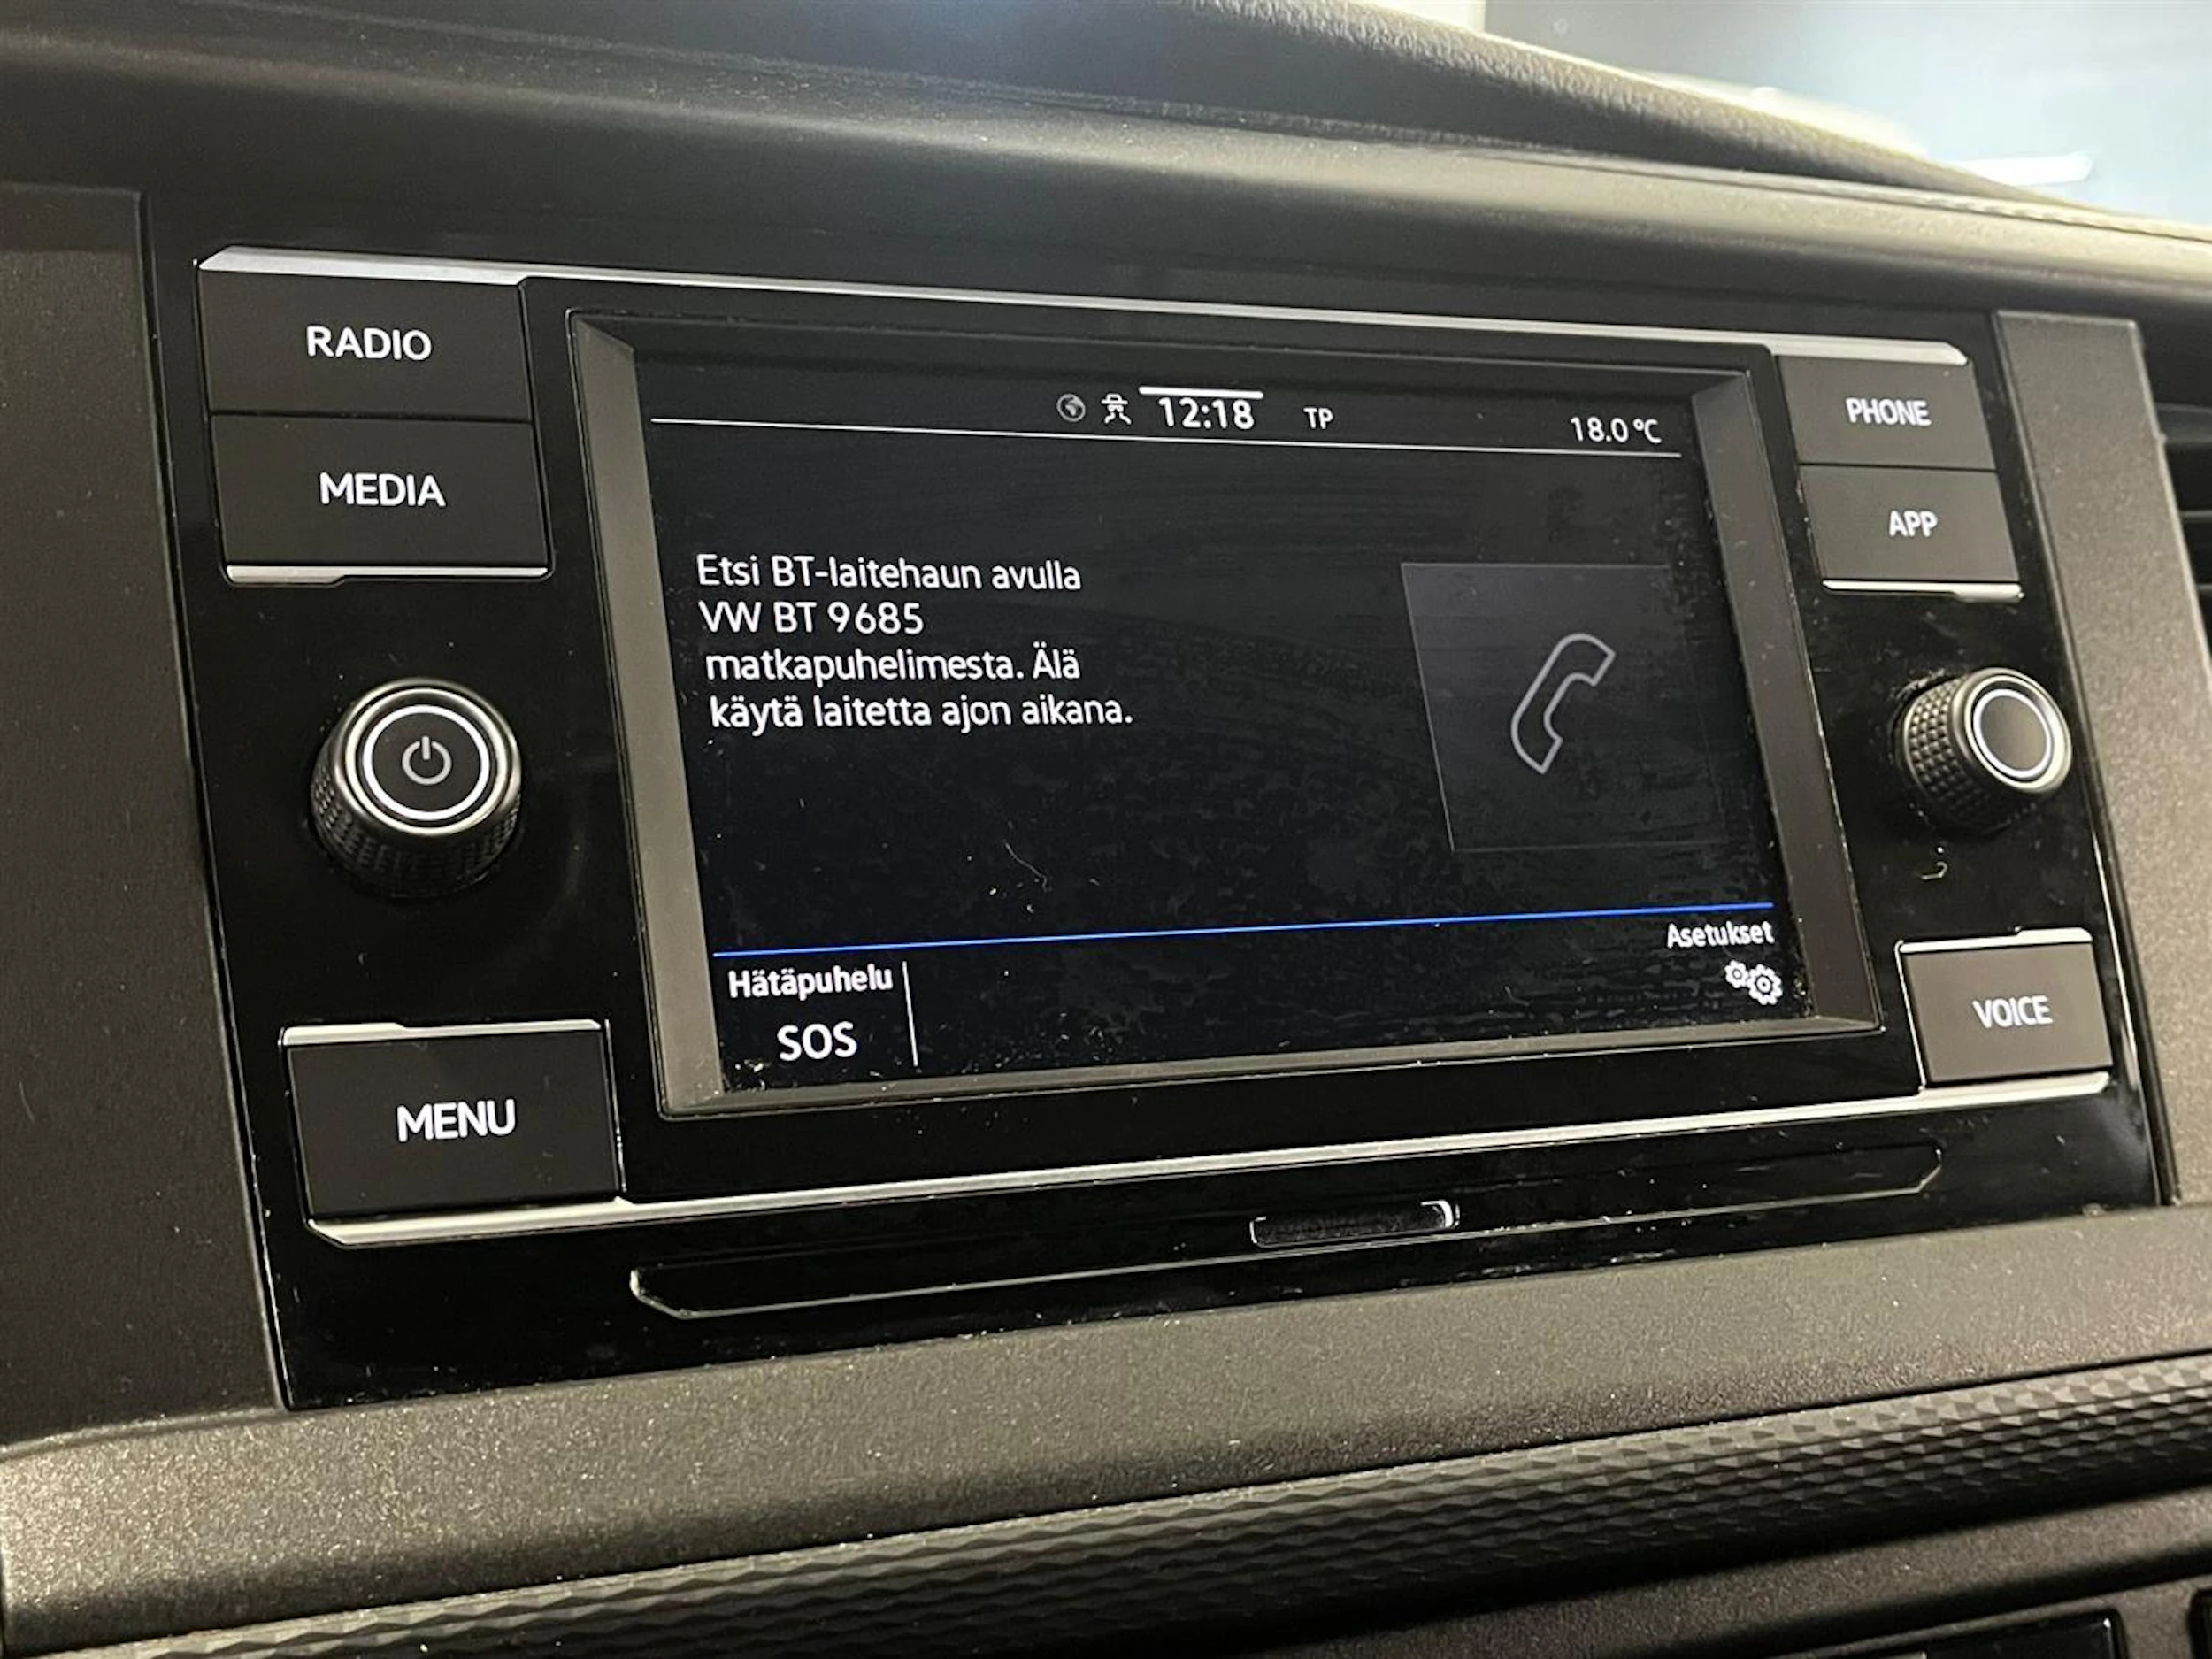 RADIO
MEDIA
MENU
12:18 TP 18.0 °C
Etsi BT-laitehaun avulla
VW BT 9685
matkapuhelimesta. Älä
käytä laitetta ajon aikana.
Hätäpuhelu
SOS
Asetukset
PHONE
APP
VOICE